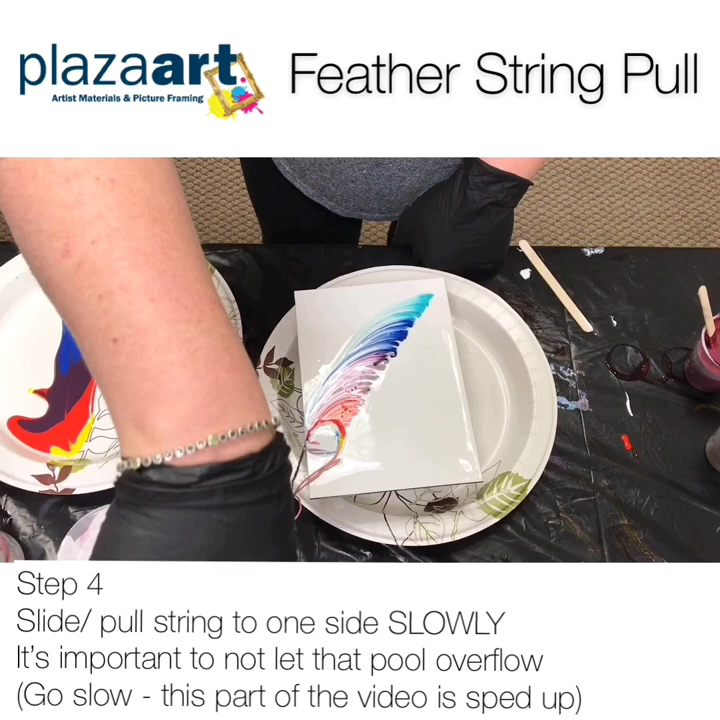 plazaart.
Artist Materials & Picture Framing
Feather String Pull
Step 4
Slide/ pull string to one side SLOWLY
It's important to not let that pool overflow
(Go slow - this part of the video is sped up)